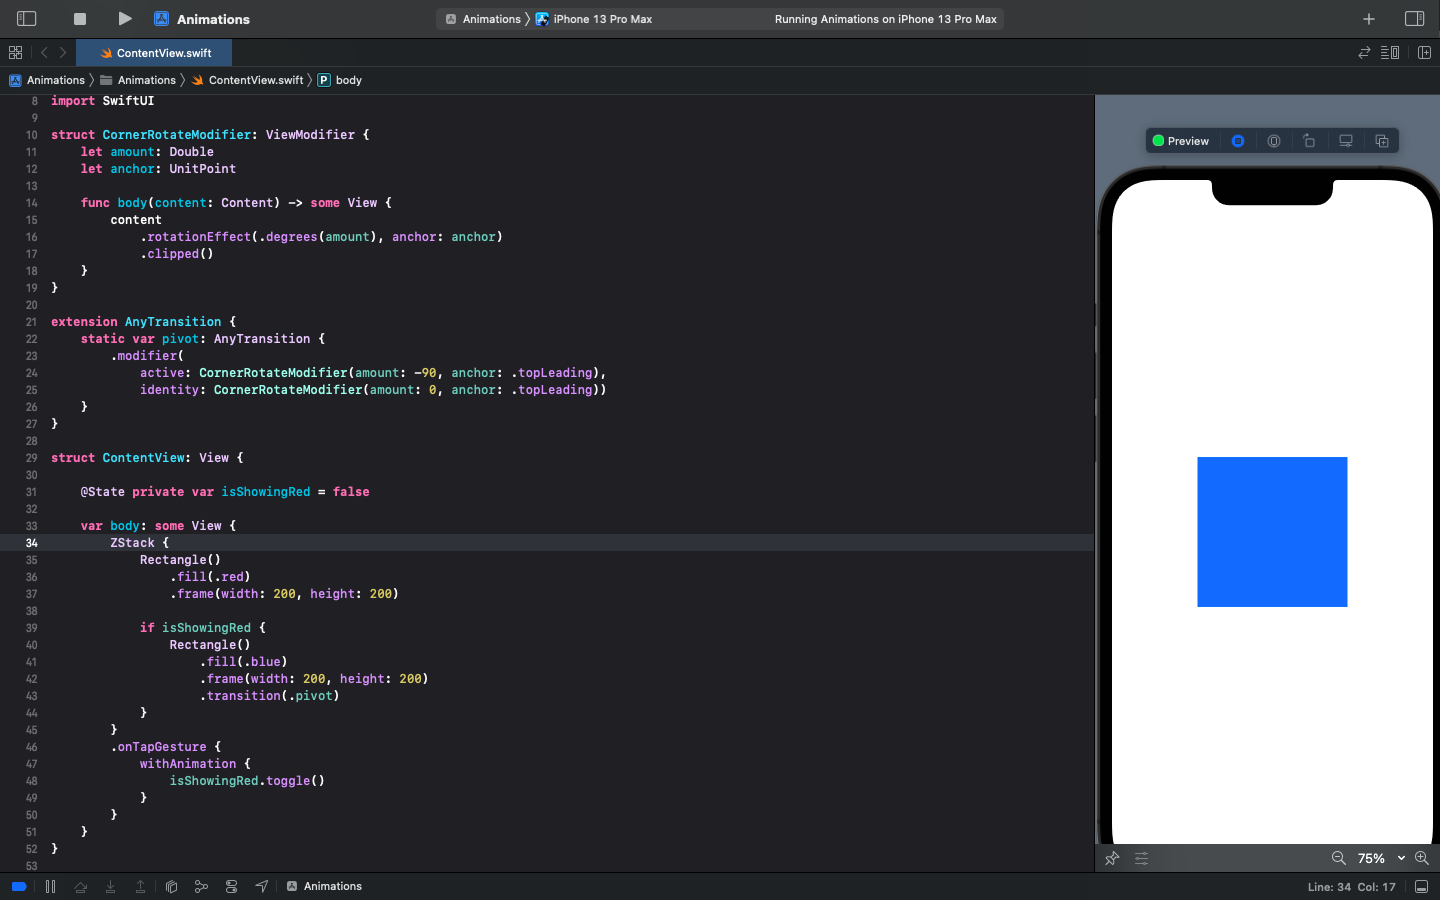 Animations
Animations 〉 iPhone 13 Pro Max
Running Animations on iPhone 13 Pro Max
ContentView.swift
Animations 〉 Animations 〉 ContentView.swift 〉 P body
8 import SwiftUI
9
10 struct CornerRotateModifier: ViewModifier {
11     let amount: Double
12     let anchor: UnitPoint
13
14     func body(content: Content) -> some View {
15         content
16             .rotationEffect(.degrees(amount), anchor: anchor)
17             .clipped()
18     }
19 }
20
21 extension AnyTransition {
22     static var pivot: AnyTransition {
23         .modifier(
24             active: CornerRotateModifier(amount: -90, anchor: .topLeading),
25             identity: CornerRotateModifier(amount: 0, anchor: .topLeading))
26     }
27 }
28
29 struct ContentView: View {
30
31     @State private var isShowingRed = false
32
33     var body: some View {
34         ZStack {
35             Rectangle()
36                 .fill(.red)
37                 .frame(width: 200, height: 200)
38
39             if isShowingRed {
40                 Rectangle()
41                     .fill(.blue)
42                     .frame(width: 200, height: 200)
43                     .transition(.pivot)
44             }
45         }
46         .onTapGesture {
47             withAnimation {
48                 isShowingRed.toggle()
49             }
50         }
51     }
52 }
53
Preview
75%
Animations
Line: 34 Col: 17